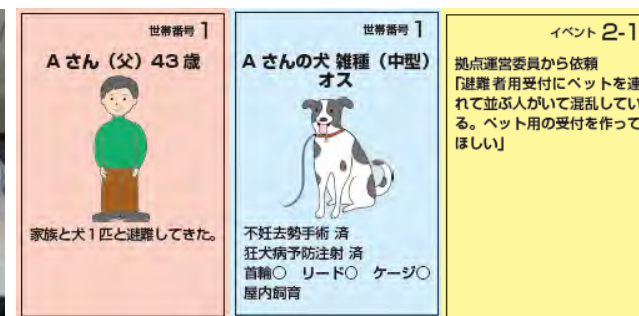 世帯番号 1
Aさん（父）43歳
家族と犬1匹と避難してきた。
世帯番号 1
Aさんの犬 雑種（中型）
オス
不妊去勢手術 済
狂犬病予防注射 済
首輪○ リード○ ケージ○
屋内飼育
イベント 2-1
拠点運営委員から依頼
「避難者用受付にペットを連
れて並ぶ人がいて混乱してい
る。ペット用の受付を作って
ほしい」